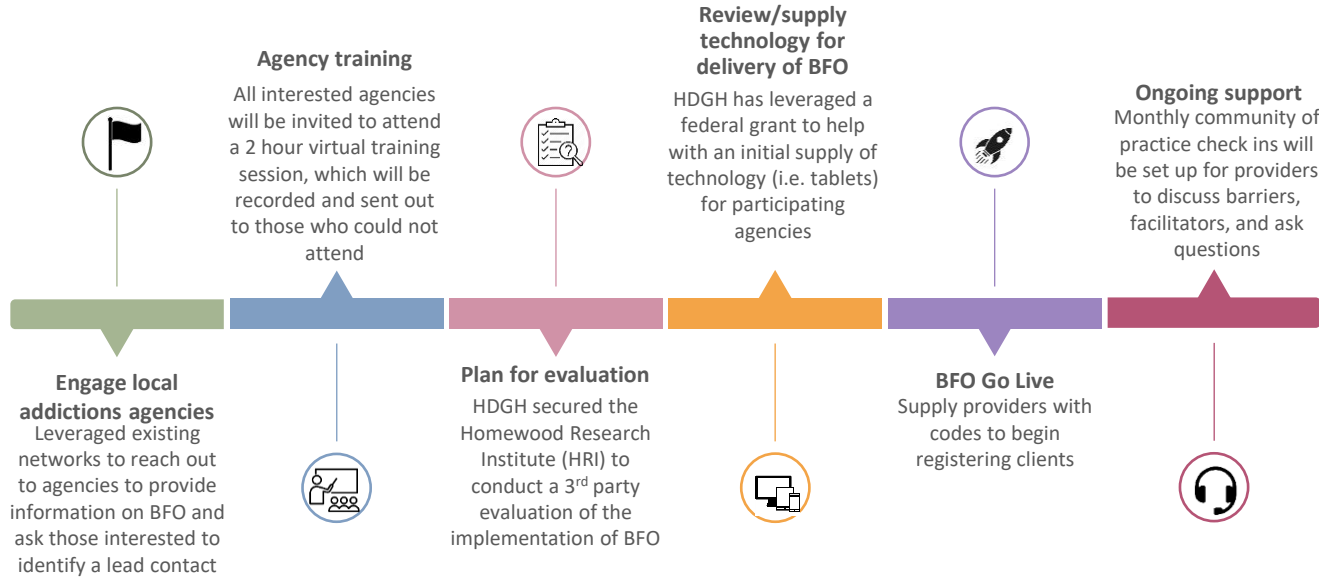 Engage local
addictions agencies
Leveraged existing
networks to reach out
to agencies to provide
information on BFO and
ask those interested to
identify a lead contact
Agency training
All interested agencies
will be invited to attend
a 2 hour virtual training
session, which will be
recorded and sent out
to those who could not
attend
Plan for evaluation
HDGH secured the
Homewood Research
Institute (HRI) to
conduct a 3rd party
evaluation of the
implementation of BFO
Review/supply
technology for
delivery of BFO
HDGH has leveraged a
federal grant to help
with an initial supply of
technology (i.e. tablets)
for participating
agencies
BFO Go Live
Supply providers with
codes to begin
registering clients
Ongoing support
Monthly community of
practice check ins will
be set up for providers
to discuss barriers,
facilitators, and ask
questions